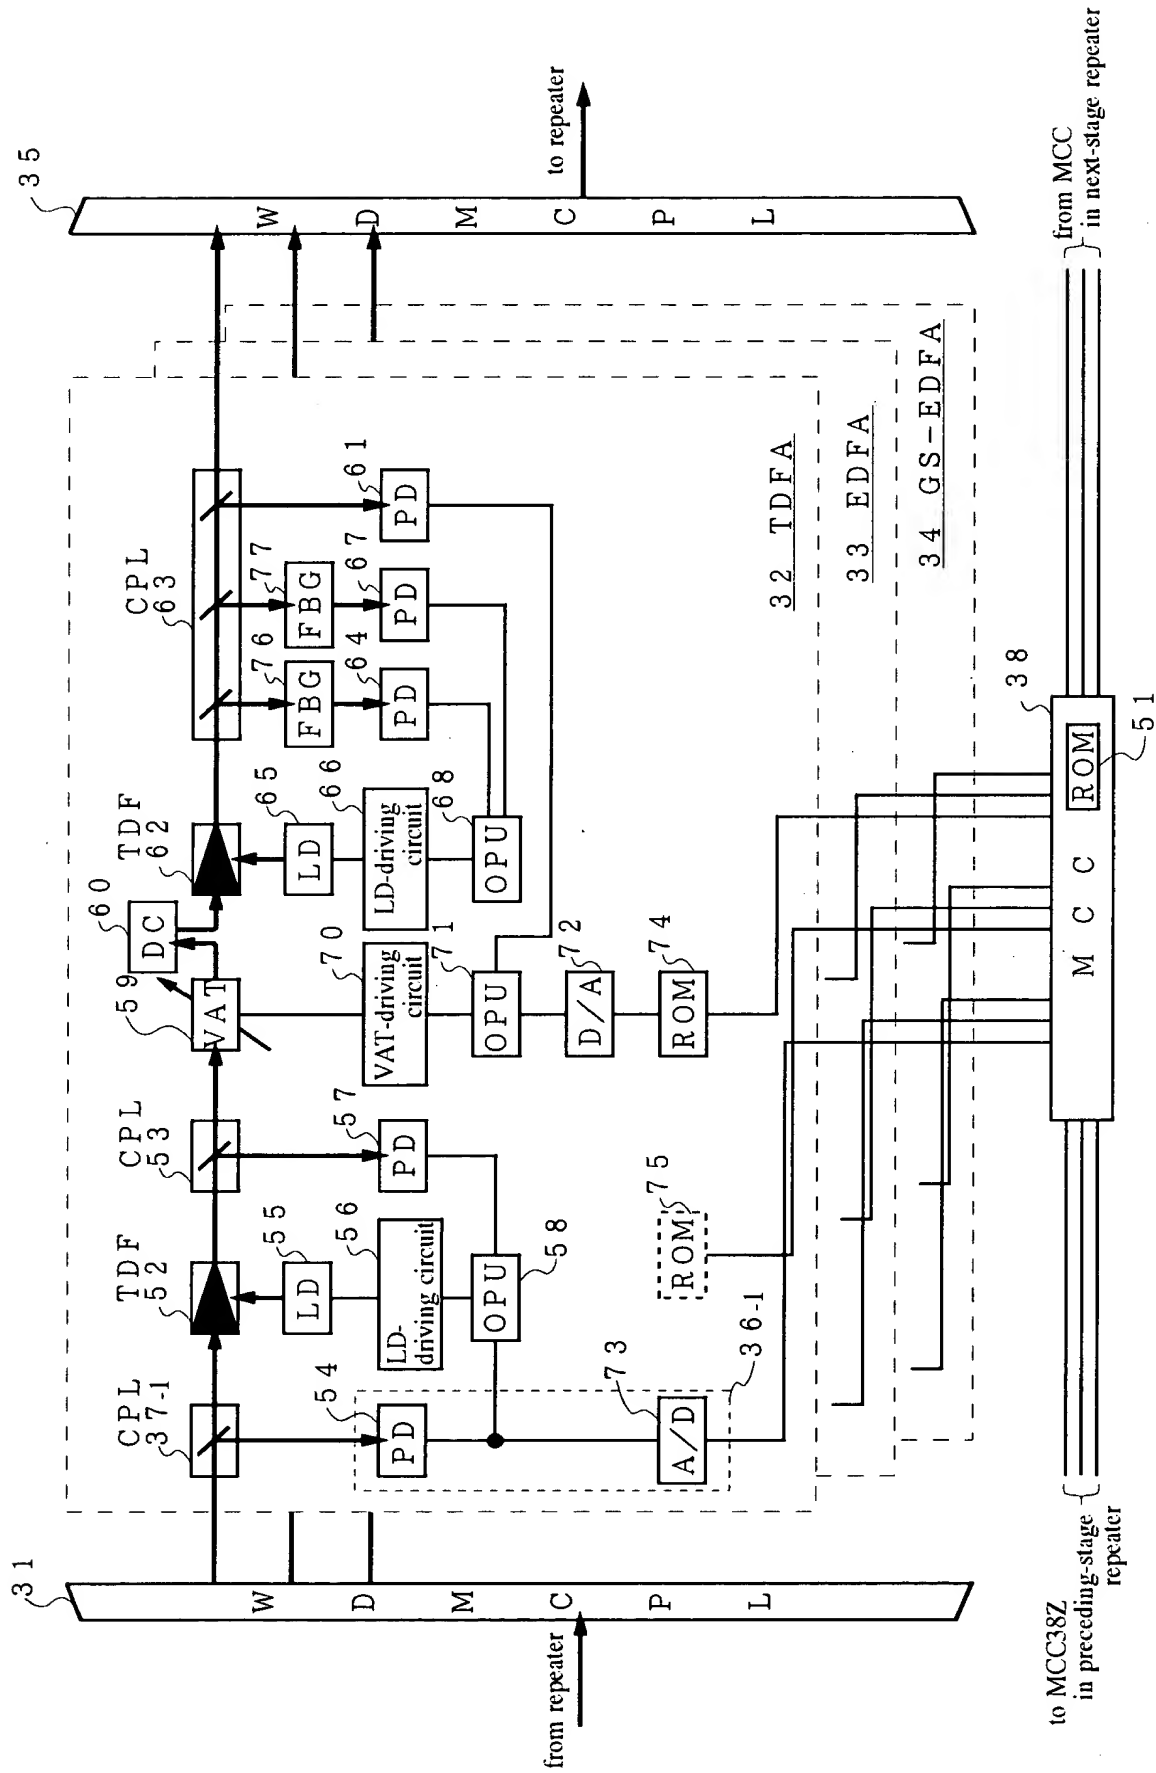 31
35
W D M C P L
W D M C P L
from repeater
to repeater
CPL
37-1
TDF
52
CPL
53
59
VAT
60
DC
TDF
62
CPL
63
54
PD
55
LD
56
LD-
driving circuit
57
PD
OPU
58
70
VAT-driving
circuit
71
OPU
72
D/A
74
ROM
65
LD
66
LD-driving
circuit
68
OPU
76
FBG
77
FBG
64
PD
67
PD
61
PD
73
A/D
36-1
75
ROM
32 TDFA
33 EDFA
34 GS-EDFA
38
M C C
ROM
51
to MCC38Z
in preceding-stage
repeater
from MCC
in next-stage repeater